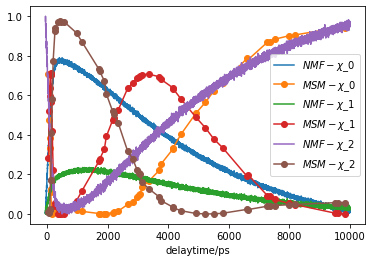 1.0
0.8
0.6
0.4
0.2
0.0
0 2000 4000 6000 8000 10000
delaytime/ps
NMF − χ_0
MSM − χ_0
NMF − χ_1
MSM − χ_1
NMF − χ_2
MSM − χ_2